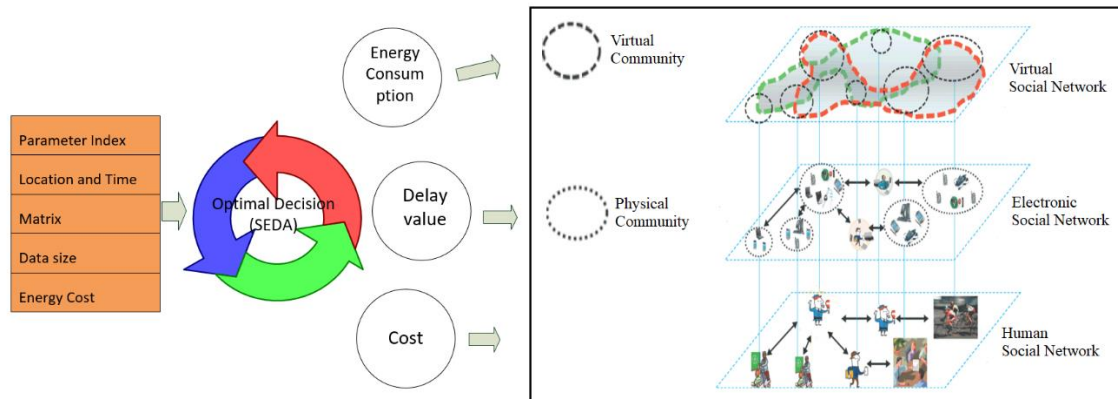 Parameter Index
Location and Time
Matrix
Data size
Energy Cost
Optimal Decision
(SEDA)
Energy
Consum
ption
Delay
value
Cost
Virtual
Community
Physical
Community
Virtual
Social Network
Electronic
Social Network
Human
Social Network